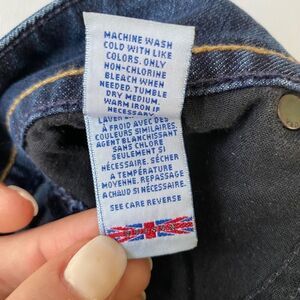 MACHINE WASH
COLD WITH LIKE
COLORS. ONLY
NON-CHLORINE
BLEACH WHEN
NEEDED. TUMBLE
DRY MEDIUM.
WARM IRON IF
NECESSARY
LAVER
À FROID AVEC DES
COULEURS SIMILAIRES.
AGENT BLANCHISSANT
SANS CHLORE
SEULEMENT SI
NÉCESSAIRE. SÉCHER
A TEMPÉRATURE
MOYENNE. REPASSAGE
A CHAUD SI NÉCESSAIRE.
SEE CARE REVERSE